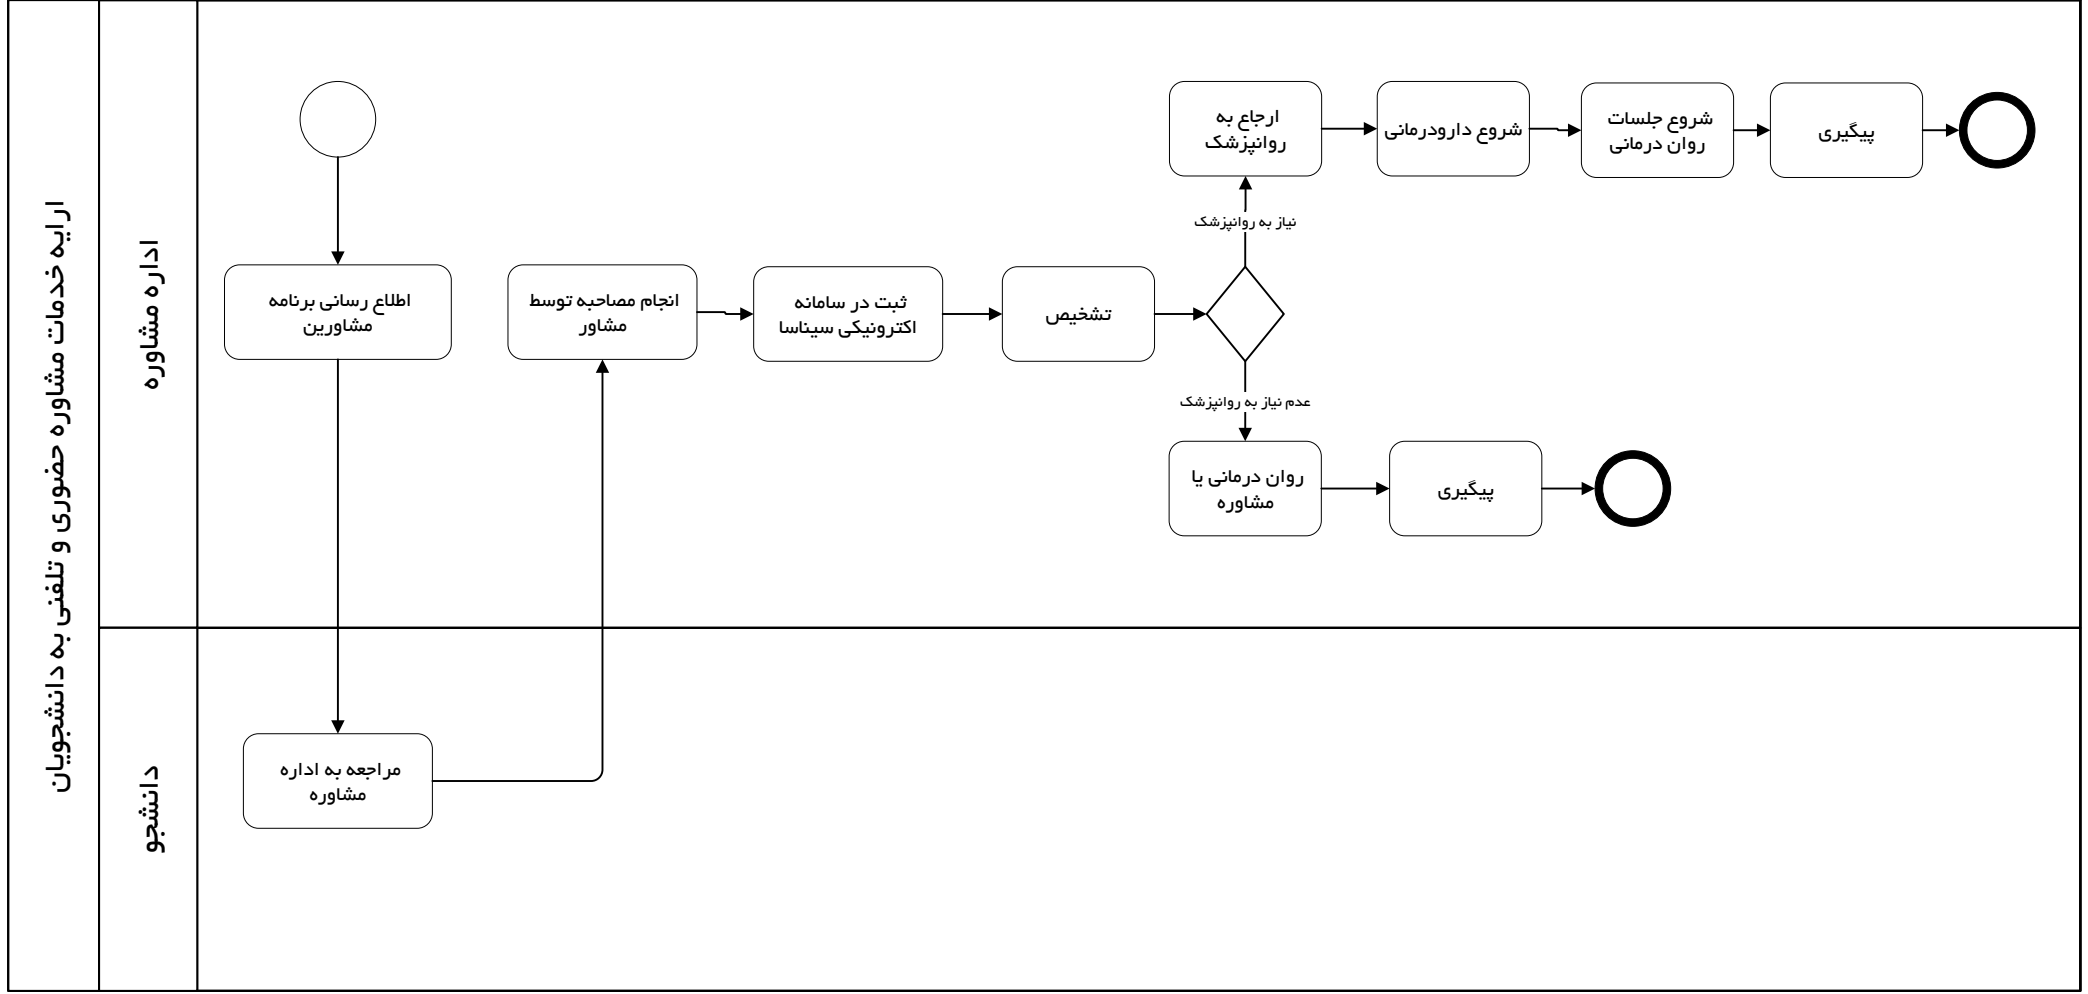 ارایه خدمات مشاوره حضوری و تلفنی به دانشجویان
اداره مشاوره
اطلاع رسانی برنامه
مشاورین
انجام مصاحبه توسط
مشاور
ثبت در سامانه
اکترونیکی سیناسا
تشخیص
نیاز به روانپزشک
ارجاع به
روانپزشک
شروع دارودرمانی
شروع جلسات
روان درمانی
پیگیری
عدم نیاز به روانپزشک
روان درمانی یا
مشاوره
پیگیری
دانشجو
مراجعه به اداره
مشاوره